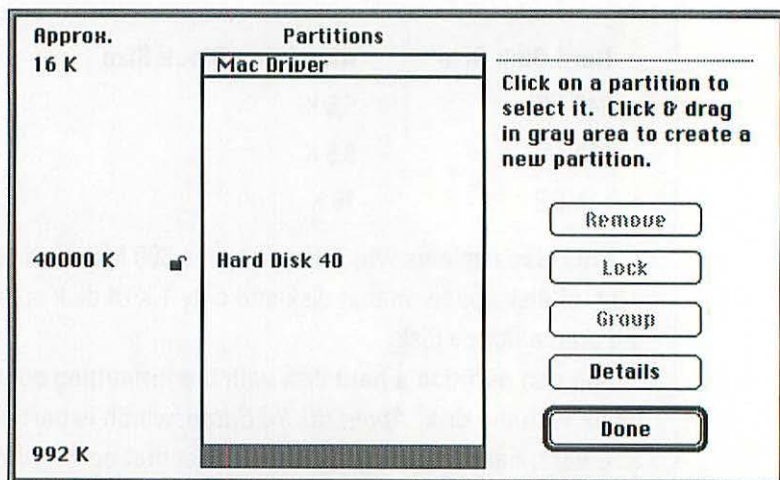 Approx.
Partitions
16 K
Mac Driver
Click on a partition to
select it. Click & drag
in gray area to create a
new partition.
Remove
40000 K
Hard Disk 40
Lock
Group
Details
Done
992 K